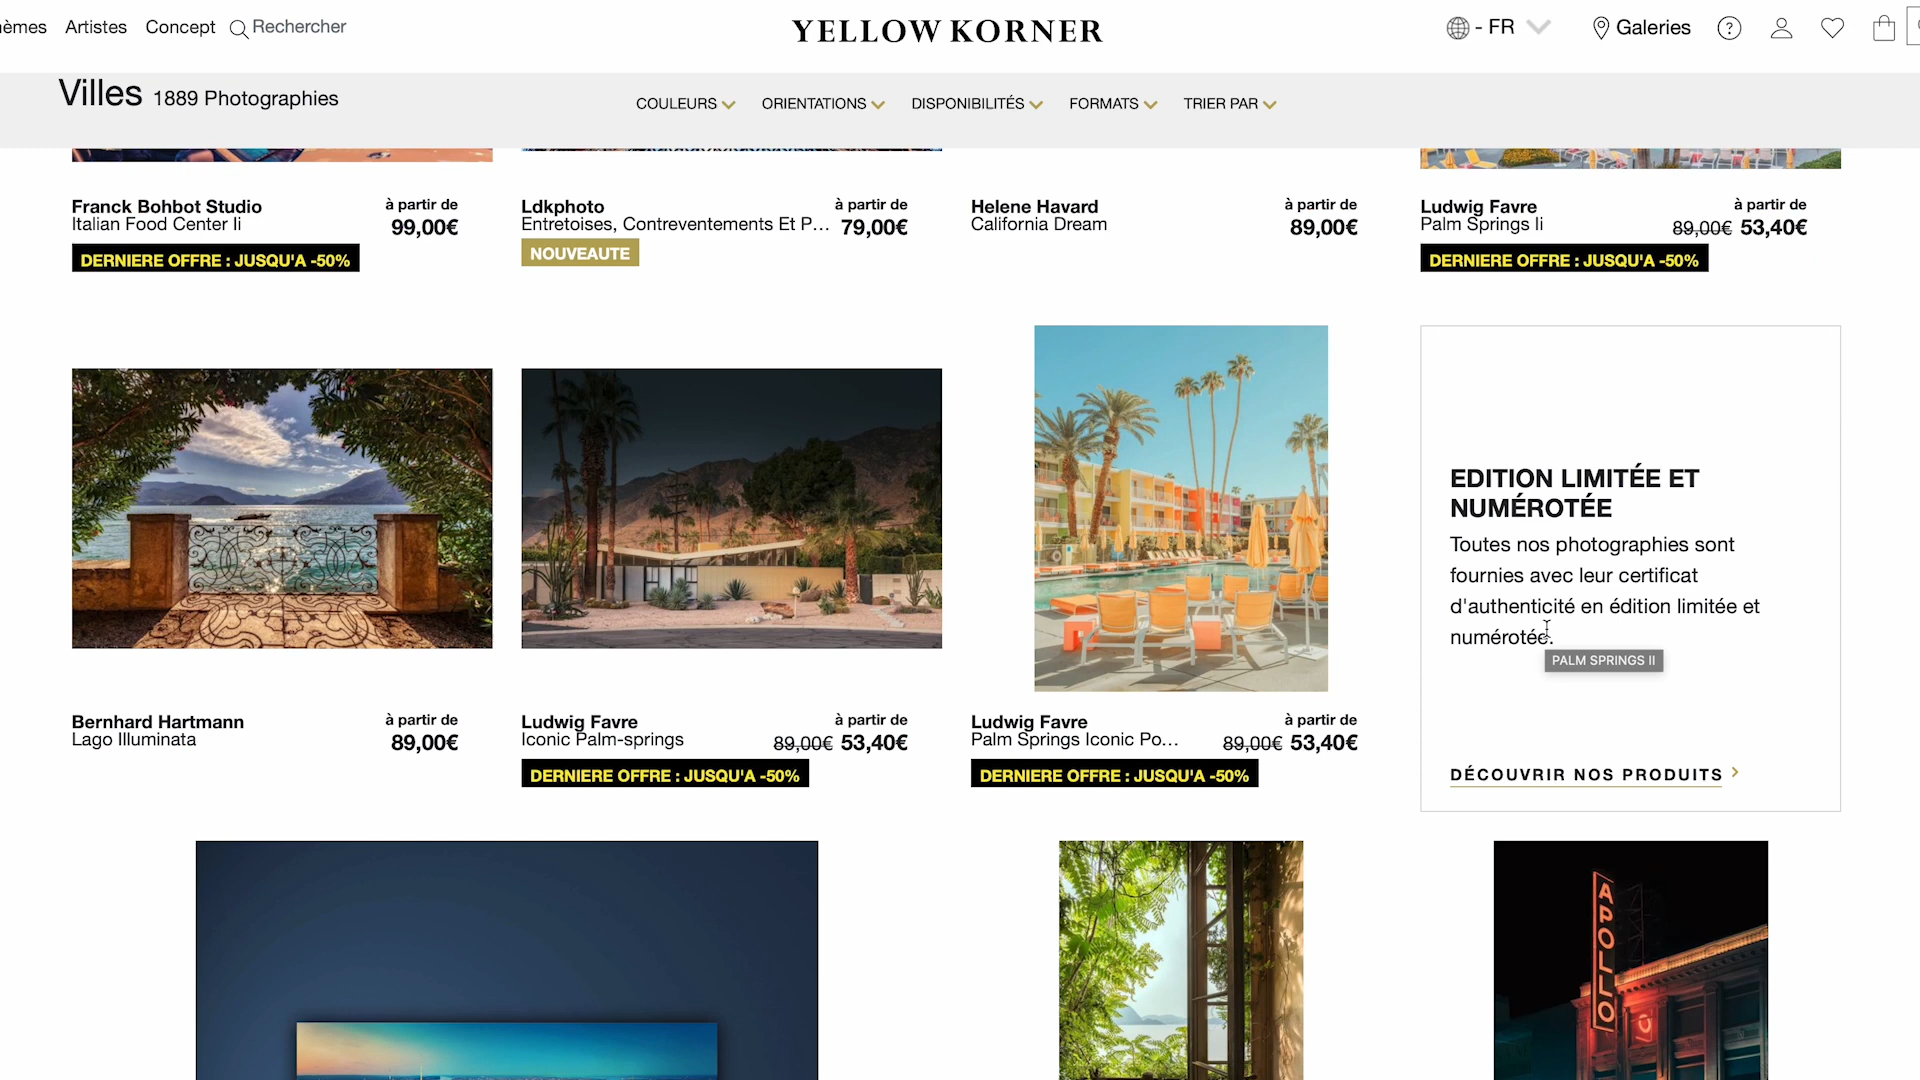 èmes Artistes Concept Rechercher YELLOW KORNER - FR Galeries ?
Villes 1889 Photographies COULEURS ORIENTATIONS DISPONIBILITÉS FORMATS TRIER PAR
Franck Bohbot Studio à partir de
Italian Food Center Ii 99,00€
DERNIERE OFFRE : JUSQU'A -50%
Ldkphoto à partir de
Entretoises, Contreventements Et P... 79,00€
NOUVEAUTE
Helene Havard à partir de
California Dream 89,00€
Ludwig Favre à partir de
Palm Springs Ii 89,00€ 53,40€
DERNIERE OFFRE : JUSQU'A -50%
Bernhard Hartmann à partir de
Lago Illuminata 89,00€
Ludwig Favre à partir de
Iconic Palm-springs 89,00€ 53,40€
DERNIERE OFFRE : JUSQU'A -50%
Ludwig Favre à partir de
Palm Springs Iconic Po... 89,00€ 53,40€
DERNIERE OFFRE : JUSQU'A -50%
EDITION LIMITÉE ET
NUMÉROTÉE
Toutes nos photographies sont
fournies avec leur certificat
d'authenticité en édition limitée et
numérotée.
PALM SPRINGS II
DÉCOUVRIR NOS PRODUITS
APOLLO